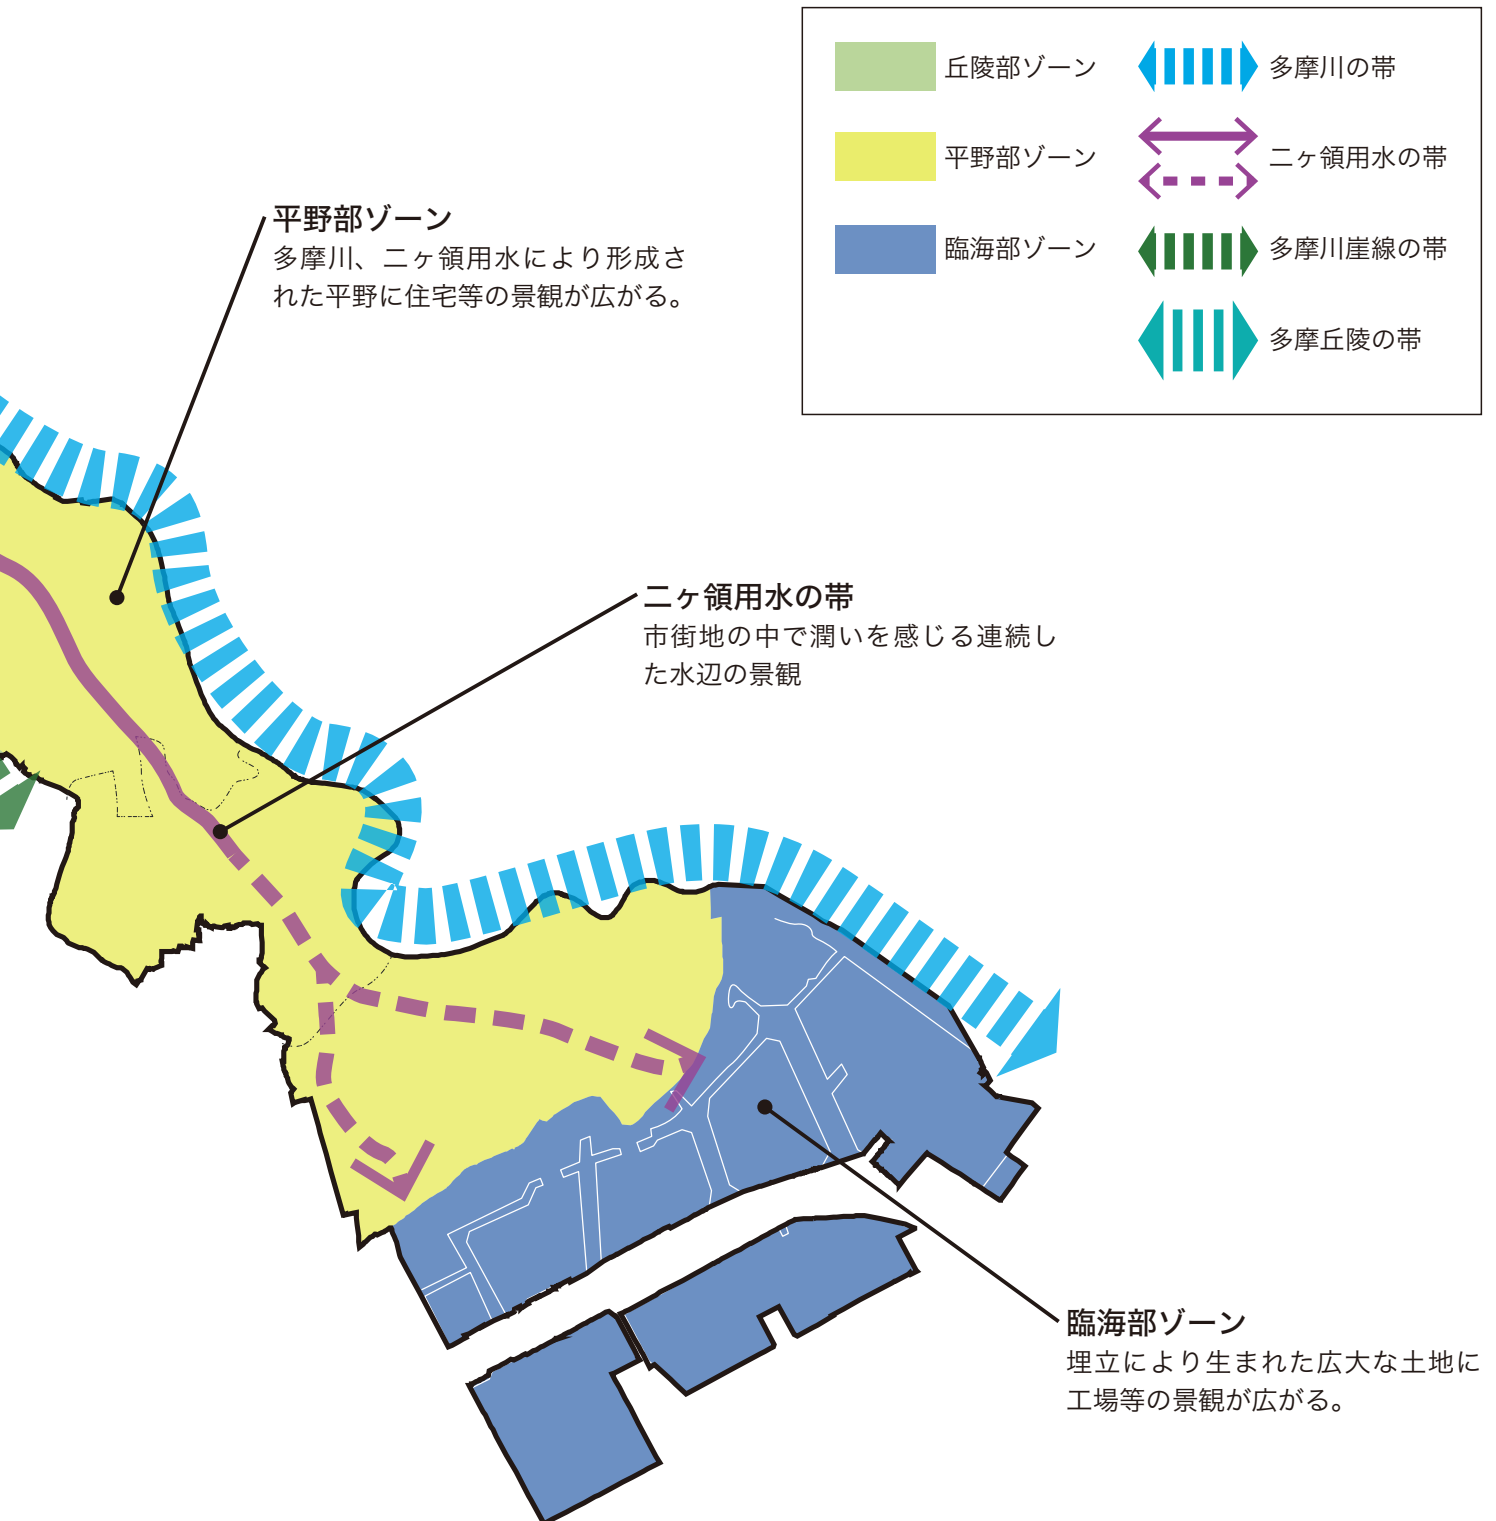 丘陵部ゾーン
多摩川の帯
平野部ゾーン
二ヶ領用水の帯
臨海部ゾーン
多摩川崖線の帯
多摩丘陵の帯
平野部ゾーン
多摩川、二ヶ領用水により形成さ
れた平野に住宅等の景観が広がる。
二ヶ領用水の帯
市街地の中で潤いを感じる連続し
た水辺の景観
臨海部ゾーン
埋立により生まれた広大な土地に
工場等の景観が広がる。